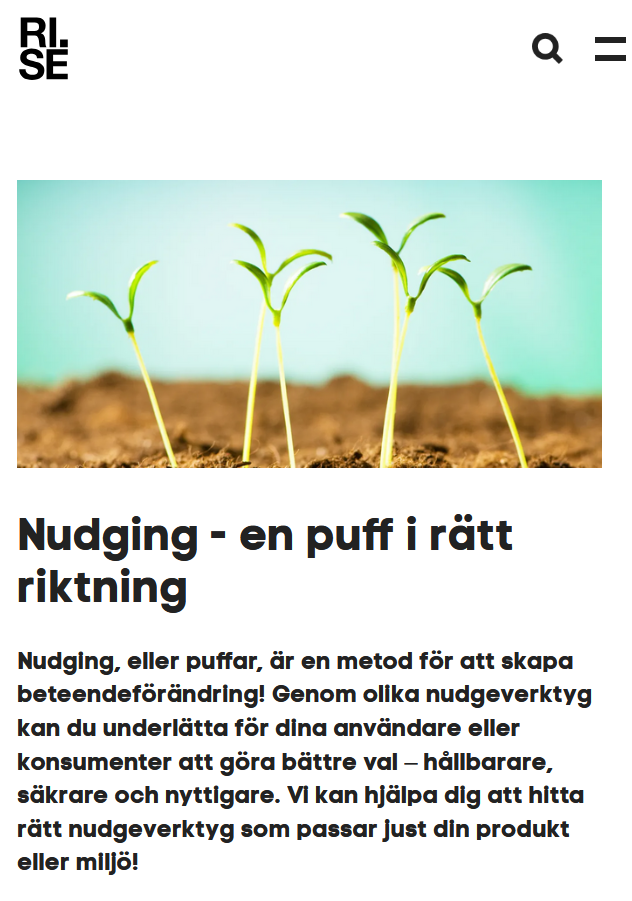 RI.
SE
Nudging - en puff i rätt
riktning
Nudging, eller puffar, är en metod för att skapa
beteendeförändring! Genom olika nudgeverktyg
kan du underlätta för dina användare eller
konsumenter att göra bättre val – hållbarare,
säkrare och nyttigare. Vi kan hjälpa dig att hitta
rätt nudgeverktyg som passar just din produkt
eller miljö!